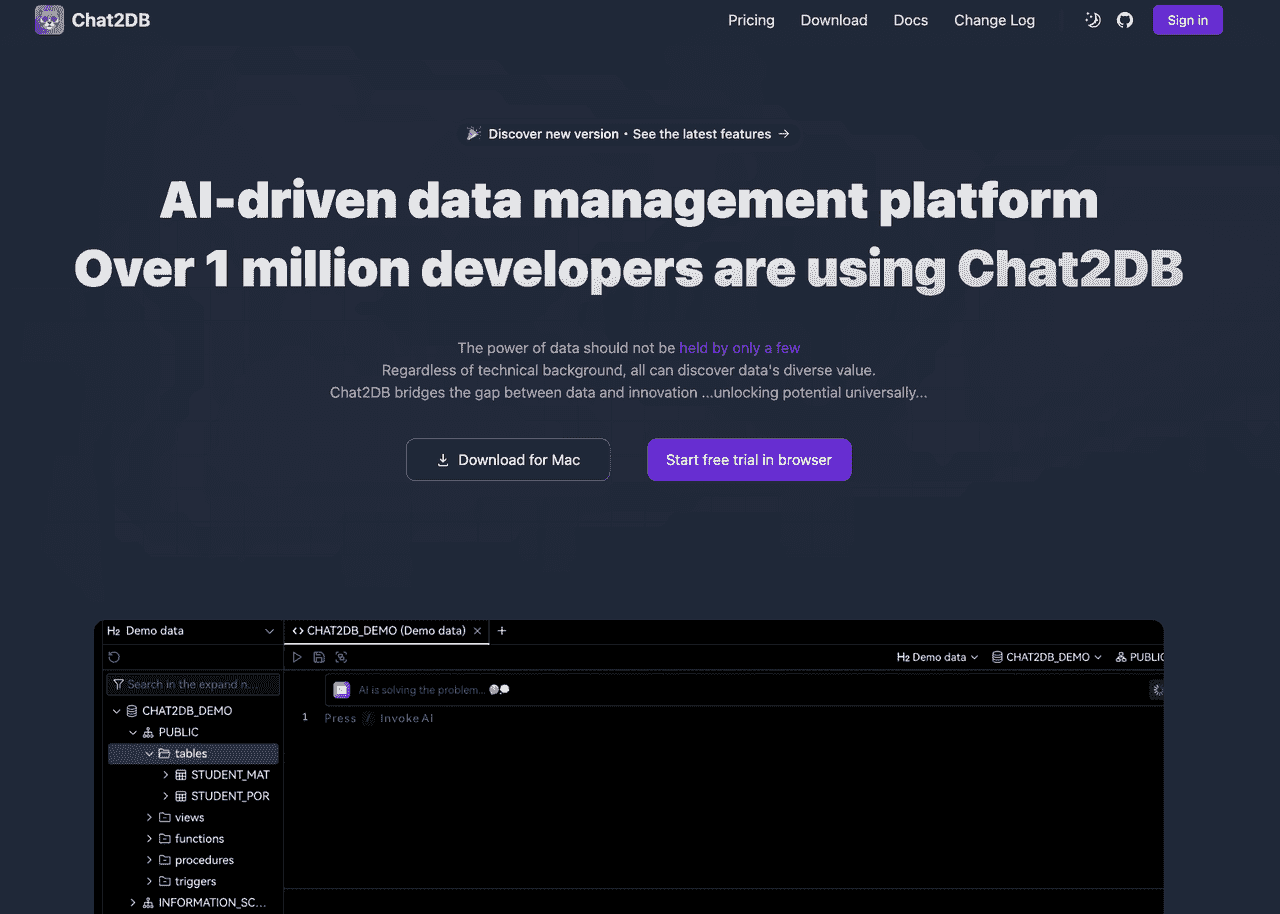 Chat2DB
Pricing Download Docs Change Log Sign in
Discover new version • See the latest features →
AI-driven data management platform
Over 1 million developers are using Chat2DB
The power of data should not be held by only a few
Regardless of technical background, all can discover data's diverse value.
Chat2DB bridges the gap between data and innovation ...unlocking potential universally...
Download for Mac
Start free trial in browser
H2 Demo data
CHAT2DB_DEMO (Demo data)
H2 Demo data CHAT2DB_DEMO PUBLIC
Search in the expand n...
AI is solving the problem...
1 Press / Invoke AI
CHAT2DB_DEMO
PUBLIC
tables
STUDENT_MAT
STUDENT_POR
views
functions
procedures
triggers
INFORMATION_SC...